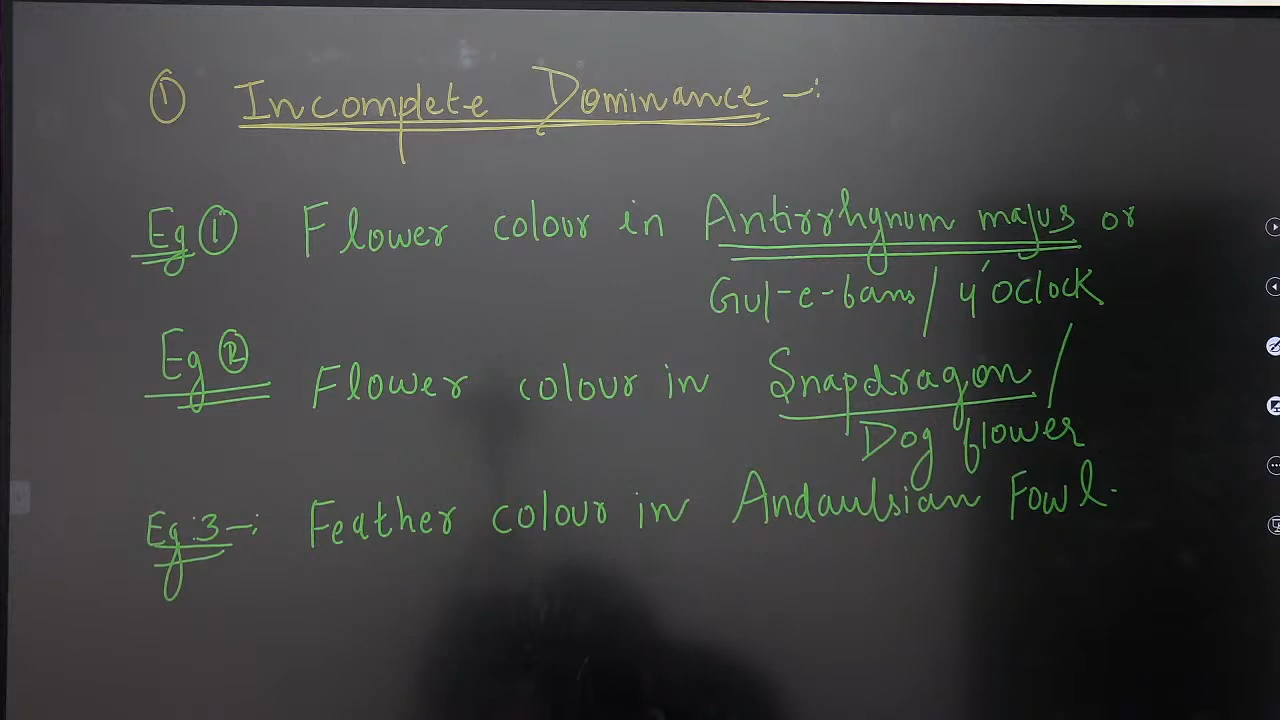 ① Incomplete Dominance -:
Eg ① Flower colour in Antirrhynum majus or
Gul-e-bans / 4'oclock
Eg ② Flower colour in Snapdragon /
Dog flower
Eg:3-: Feather colour in Andaulsian Fowl.